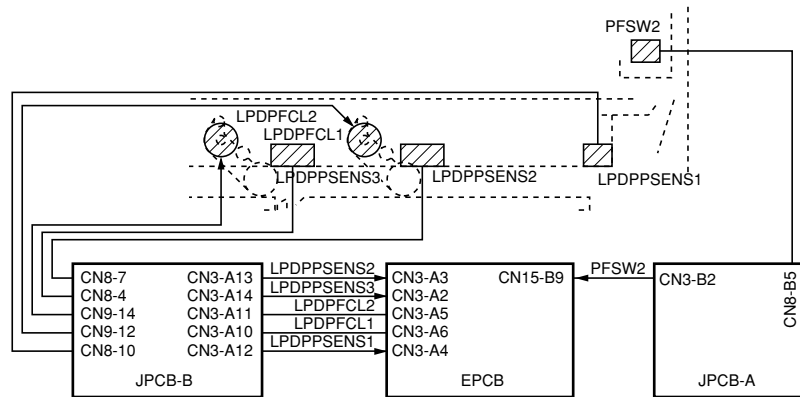 PFSW2
LPDPFCL2
LPDPFCL1
LPDPPSENS3
LPDPPSENS2
LPDPPSENS1
CN8-7
CN8-4
CN9-14
CN9-12
CN8-10
CN3-A13
CN3-A14
CN3-A11
CN3-A10
CN3-A12
JPCB-B
LPDPPSENS2
LPDPPSENS3
LPDPFCL2
LPDPFCL1
LPDPPSENS1
CN3-A3
CN3-A2
CN3-A5
CN3-A6
CN3-A4
CN15-B9
EPCB
PFSW2
CN3-B2
CN8-B5
JPCB-A